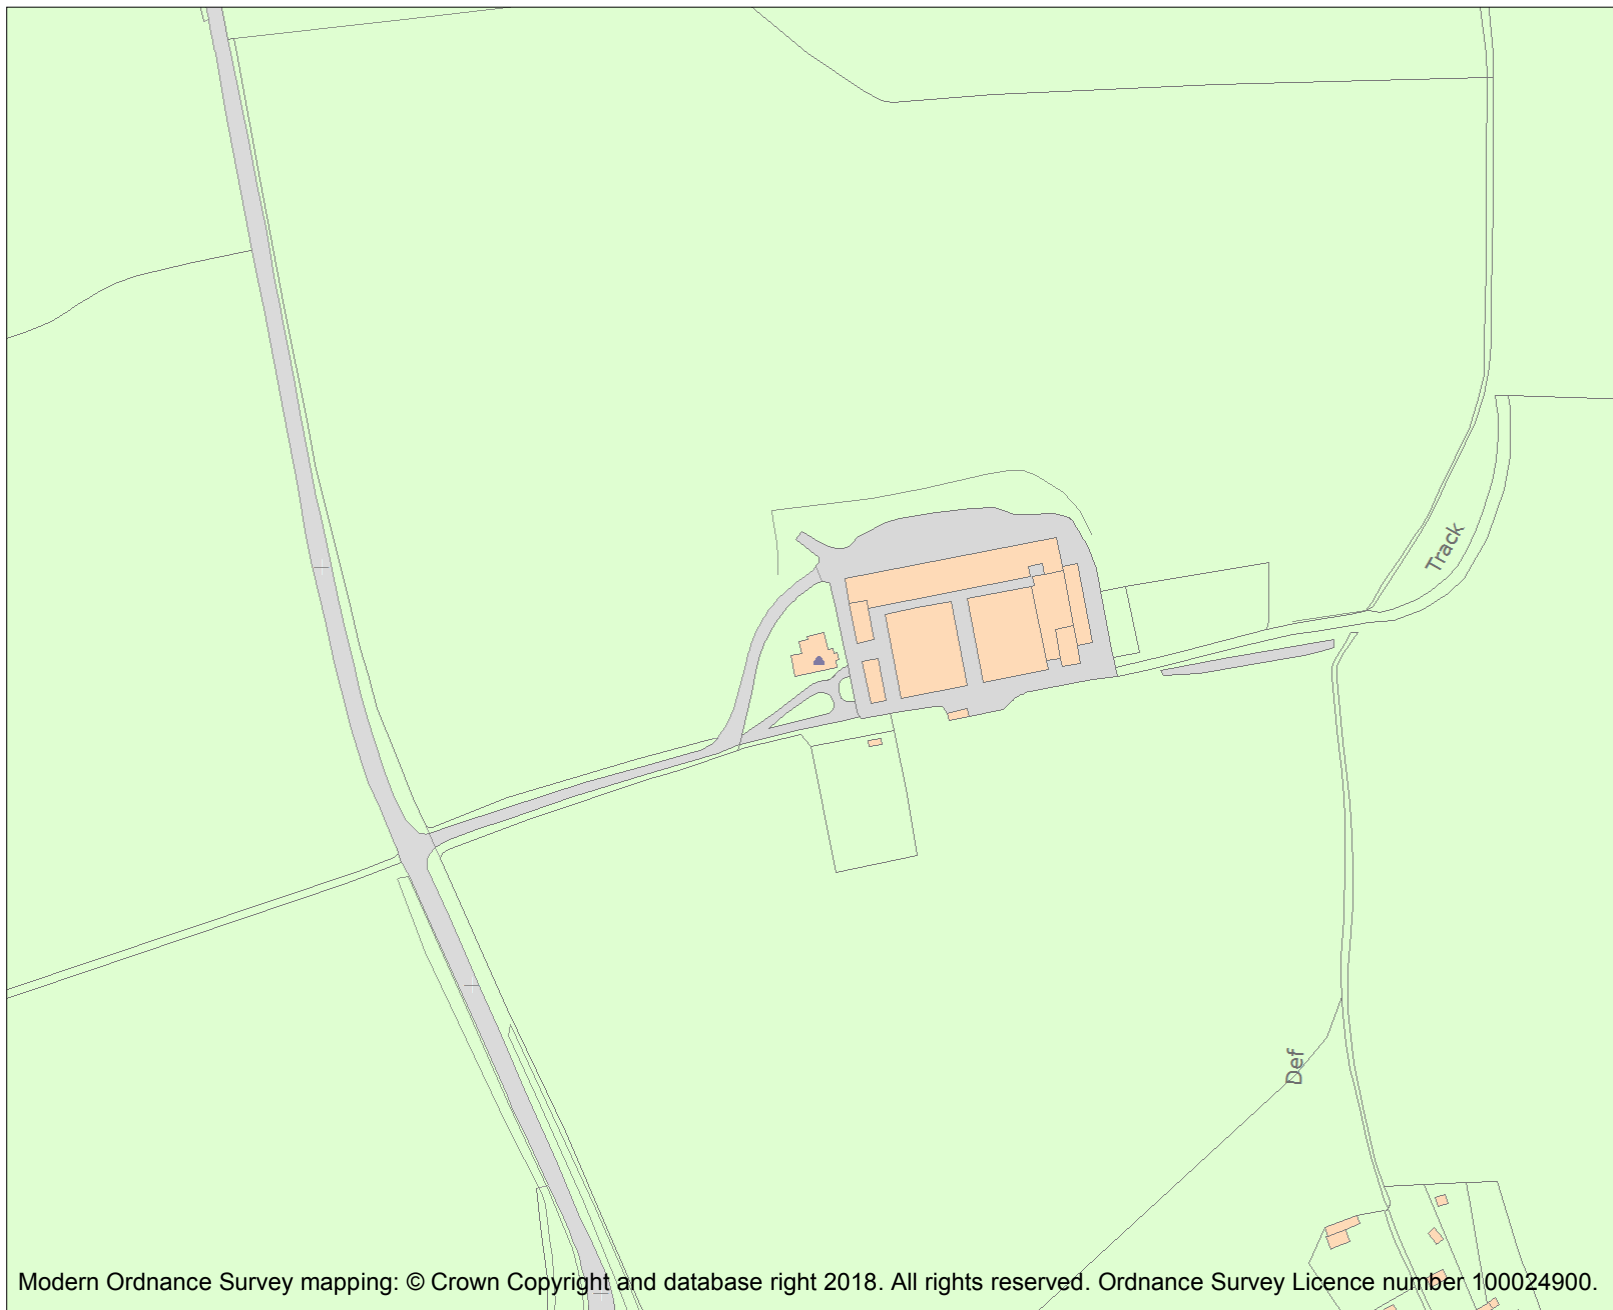 Track
Def
Modern Ordnance Survey mapping: © Crown Copyright and database right 2018. All rights reserved. Ordnance Survey Licence number 100024900.